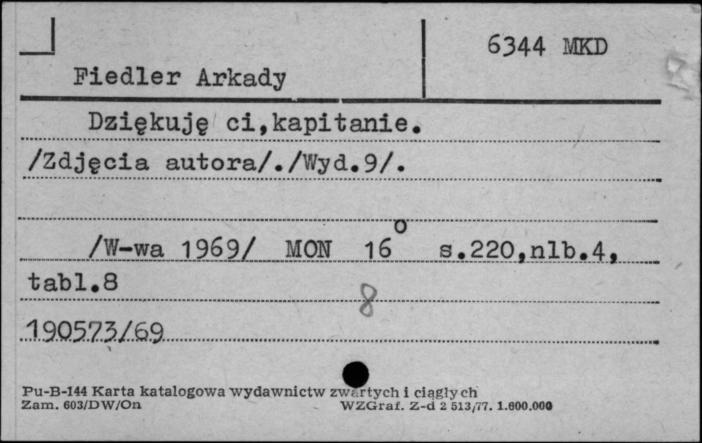 6344 MKD
Fiedler Arkady
Dziękuję ci,kapitanie.
/Zdjęcia autora/./Wyd.9/.
/W-wa 1969/ MON 16° s.220,nlb.4,
tabl.8
8
190573/69
Pu-B-144 Karta katalogowa wydawnictw zwartych i ciągłych
Zam. 603/DW/On WZGraf. Z-d 2 513/77. 1.600.000